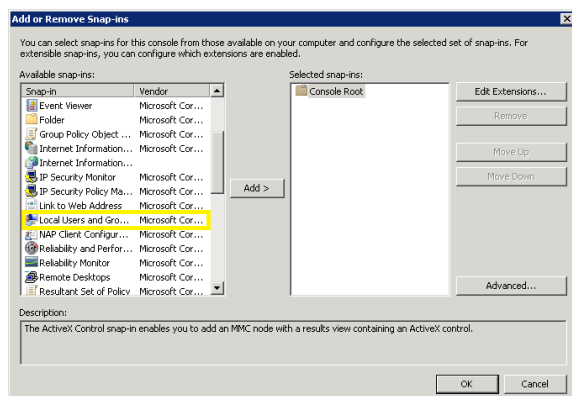 Add or Remove Snap-ins
You can select snap-ins for this console from those available on your computer and configure the selected set of snap-ins. For
extensible snap-ins, you can configure which extensions are enabled.
Available snap-ins:
Snap-in Vendor
Event Viewer Microsoft Cor...
Folder Microsoft Cor...
Group Policy Object ... Microsoft Cor...
Internet Information... Microsoft Cor...
Internet Information...
IP Security Monitor Microsoft Cor...
IP Security Policy Ma... Microsoft Cor...
Link to Web Address Microsoft Cor...
Local Users and Gro... Microsoft Cor...
NAP Client Configur... Microsoft Cor...
Reliability and Perfor... Microsoft Cor...
Reliability Monitor Microsoft Cor...
Remote Desktops Microsoft Cor...
Resultant Set of Policy Microsoft Cor...
Add >
Selected snap-ins:
Console Root
Edit Extensions...
Remove
Move Up
Move Down
Advanced...
Description:
The ActiveX Control snap-in enables you to add an MMC node with a results view containing an ActiveX control.
OK Cancel